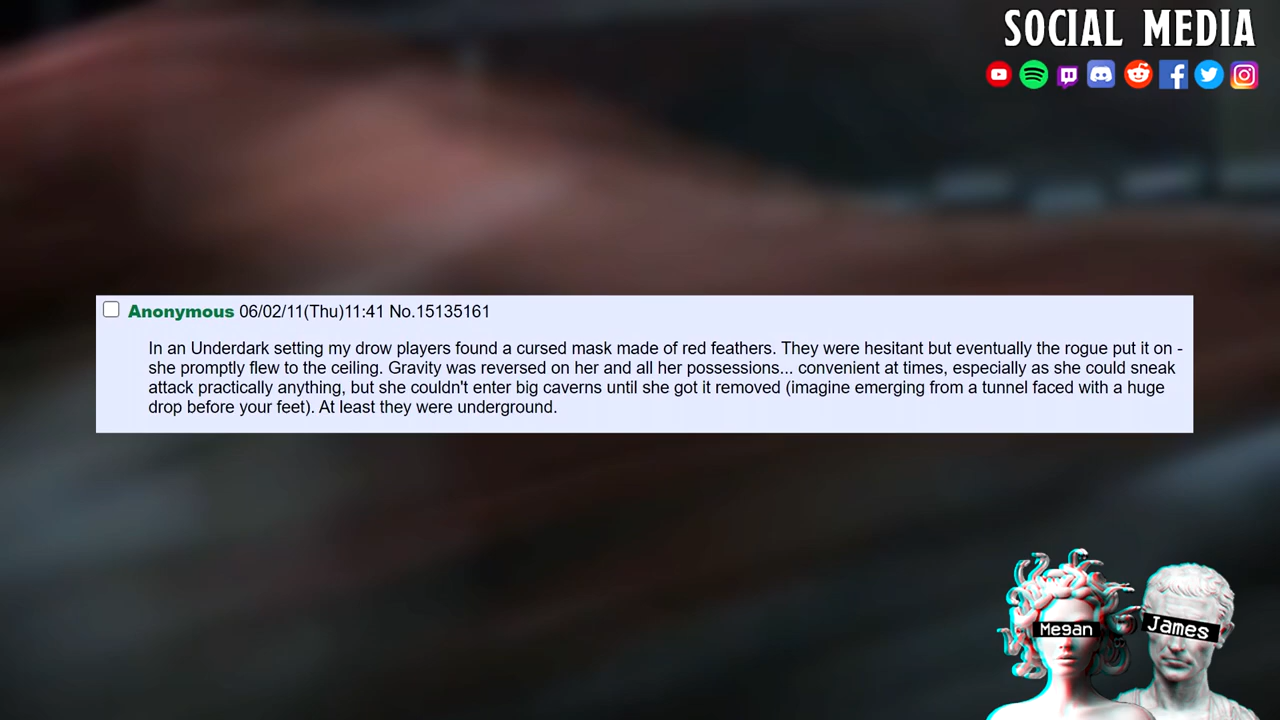 SOCIAL MEDIA
Anonymous 06/02/11(Thu)11:41 No.15135161
In an Underdark setting my drow players found a cursed mask made of red feathers. They were hesitant but eventually the rogue put it on -
she promptly flew to the ceiling. Gravity was reversed on her and all her possessions... convenient at times, especially as she could sneak
attack practically anything, but she couldn't enter big caverns until she got it removed (imagine emerging from a tunnel faced with a huge
drop before your feet). At least they were underground.
Megan
James